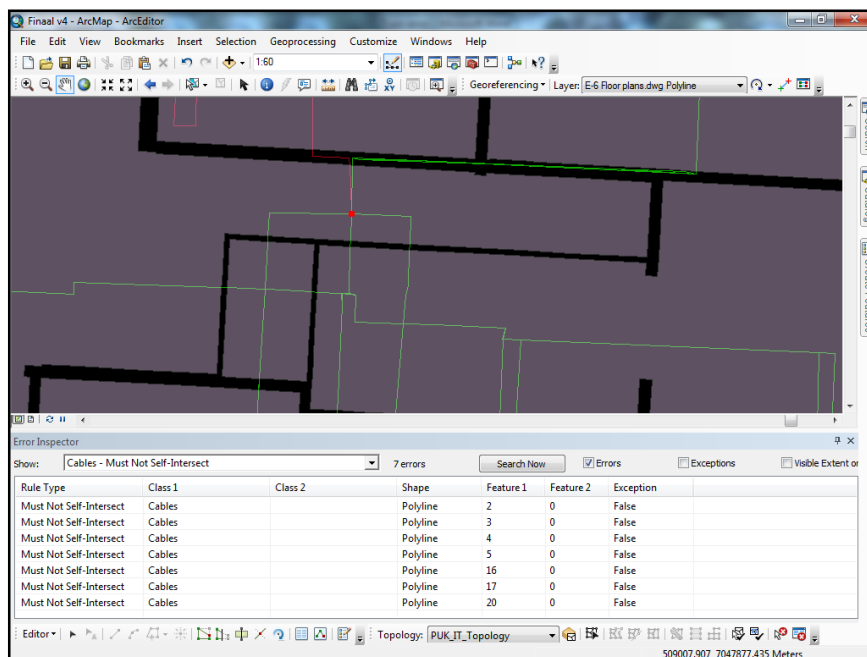 Finaal v4 - ArcMap - ArcEditor
File Edit View Bookmarks Insert Selection Geoprocessing Customize Windows Help
1:60
Georeferencing Layer: E-6 Floor plans.dwg Polyline
Error Inspector
Show: Cables - Must Not Self-Intersect 7 errors Search Now Errors Exceptions Visible Extent or
Rule Type Class 1 Class 2 Shape Feature 1 Feature 2 Exception
Must Not Self-Intersect Cables Polyline 2 0 False
Must Not Self-Intersect Cables Polyline 3 0 False
Must Not Self-Intersect Cables Polyline 4 0 False
Must Not Self-Intersect Cables Polyline 5 0 False
Must Not Self-Intersect Cables Polyline 16 0 False
Must Not Self-Intersect Cables Polyline 17 0 False
Must Not Self-Intersect Cables Polyline 20 0 False
Editor Topology: PUK_IT_Topology
509007,907 7047877,435 Meters